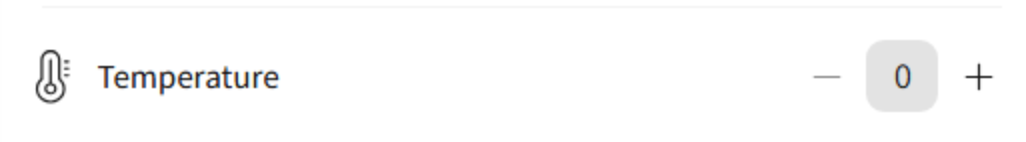 Temperature — 0 +